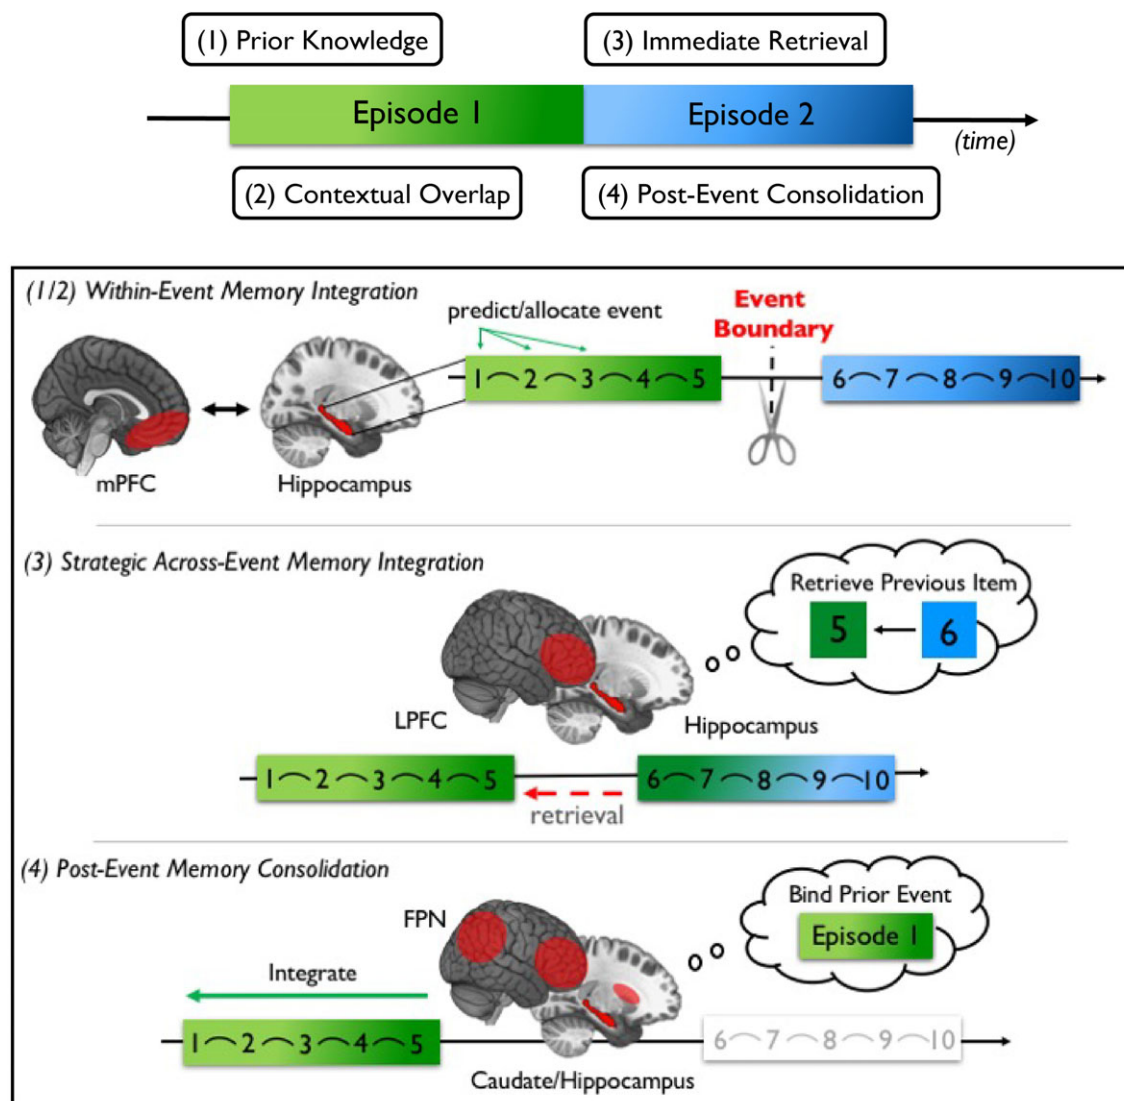 (1) Prior Knowledge
(3) Immediate Retrieval
Episode 1
Episode 2
(time)
(2) Contextual Overlap
(4) Post-Event Consolidation
(1/2) Within-Event Memory Integration
predict/allocate event
Event
Boundary
1 2 3 4 5
6 7 8 9 10
mPFC
Hippocampus
(3) Strategic Across-Event Memory Integration
Retrieve Previous Item
5
6
LPFC
Hippocampus
1 2 3 4 5
6 7 8 9 10
retrieval
(4) Post-Event Memory Consolidation
Bind Prior Event
Episode 1
FPN
Integrate
1 2 3 4 5
6 7 8 9 10
Caudate/Hippocampus